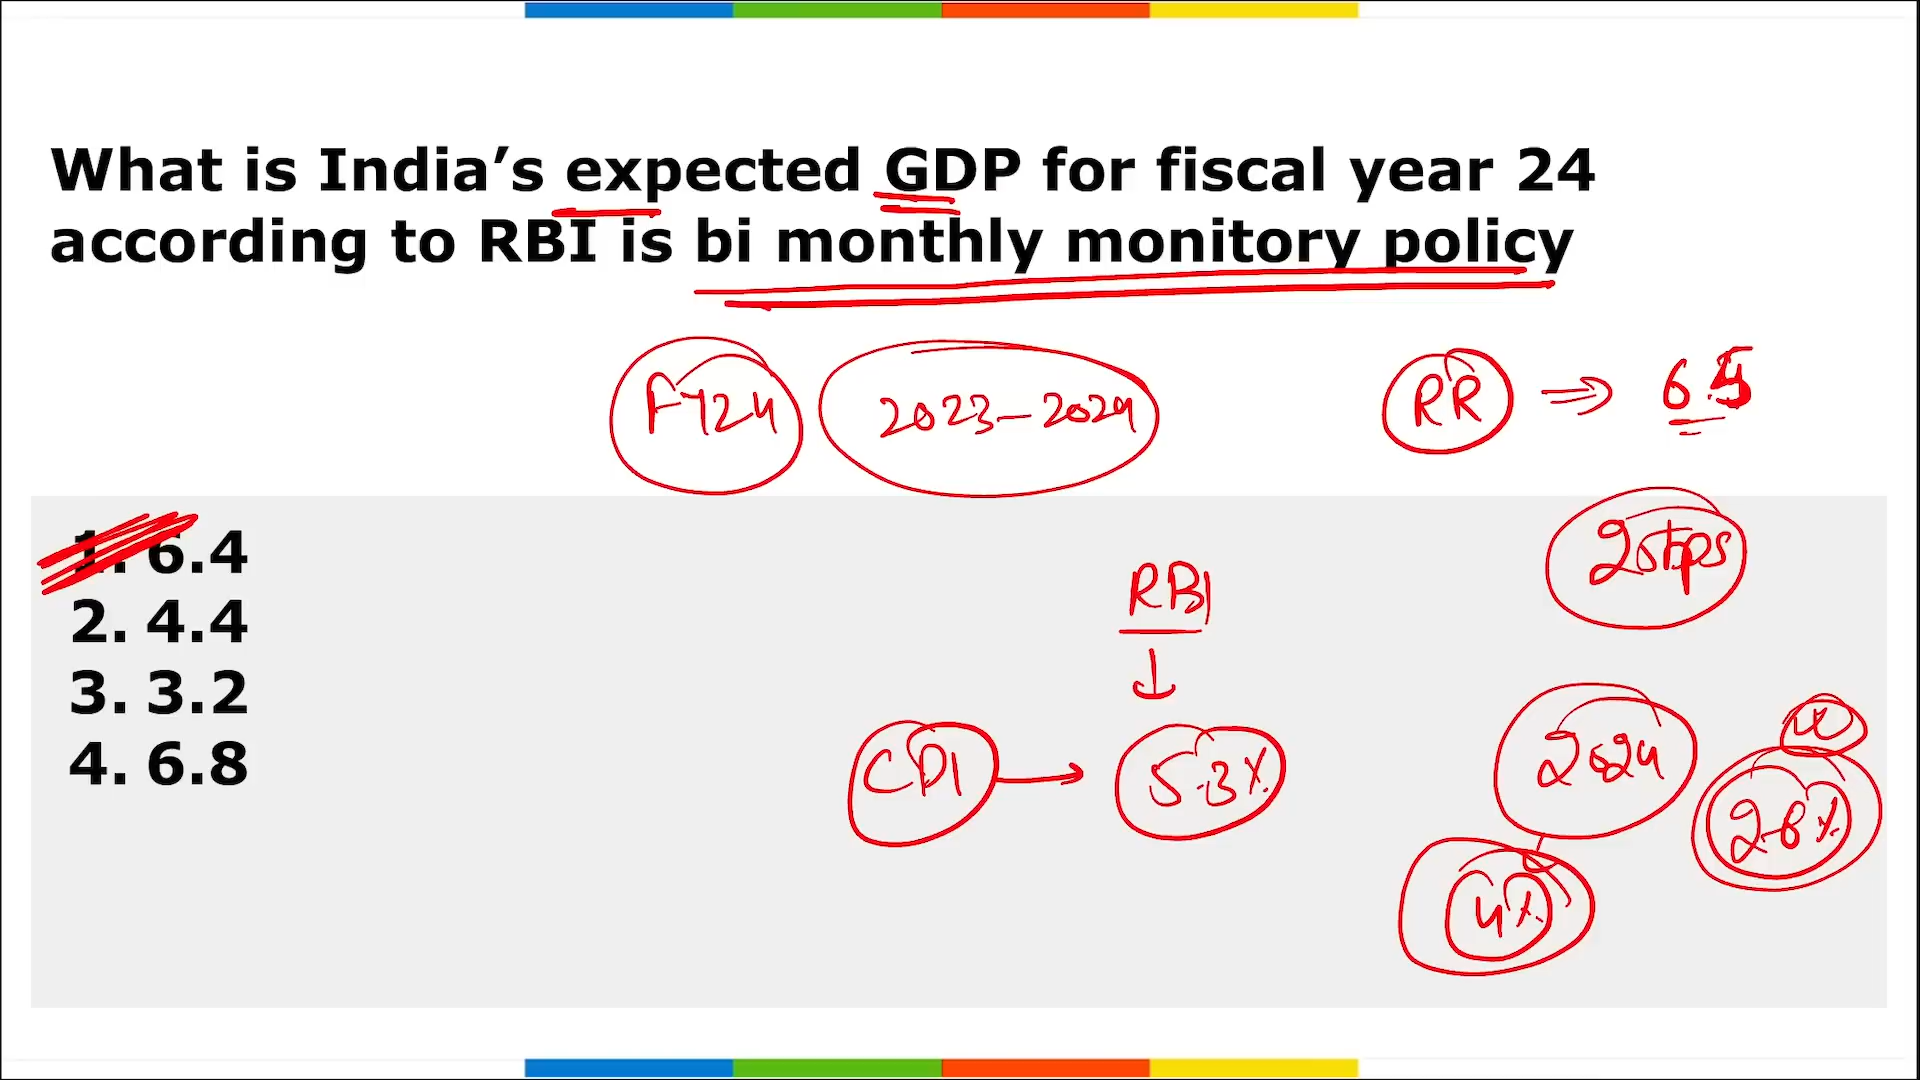 What is India’s expected GDP for fiscal year 24
according to RBI is bi monthly monitory policy
FY24 2023-2024 RR ⇒ 6.5
1. 6.4
25bps
RBI
2. 4.4
3. 3.2
4. 6.8
CPI → 5.3%
2024
2.8%
4%